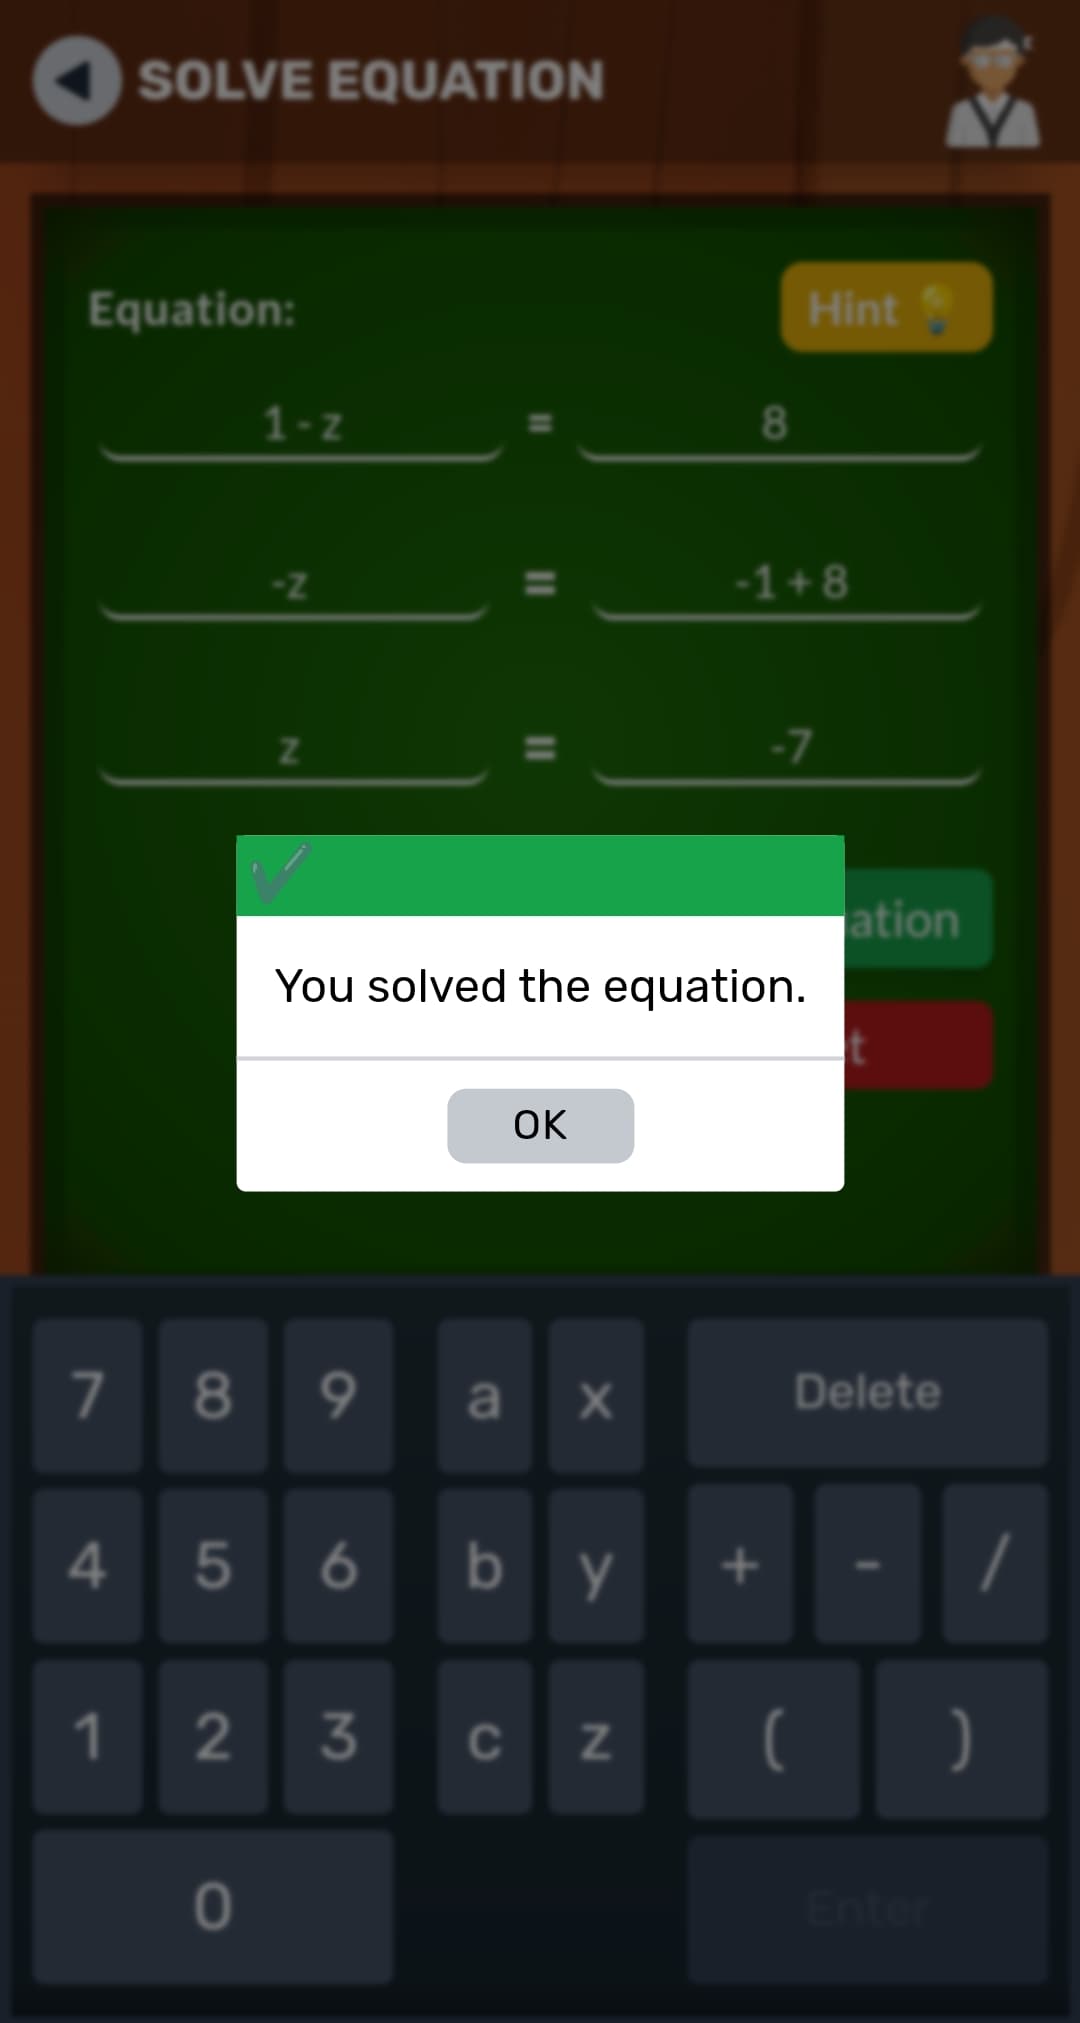 SOLVE EQUATION
Equation:
Hint
1 - z = 8
-z = -1 + 8
z = -7
You solved the equation.
OK
7 8 9 a x Delete
4 5 6 b y + - /
1 2 3 c z ( )
0 Enter